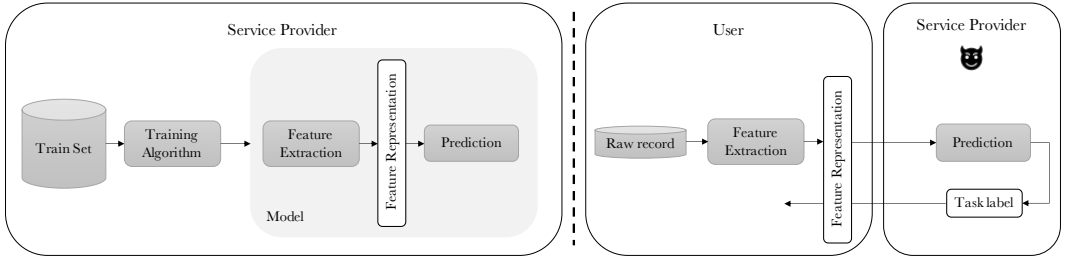 Service Provider
Train Set
Training
Algorithm
Feature
Extraction
Feature Representation
Prediction
Model
User
Raw record
Feature
Extraction
Feature Representation
Service Provider
Prediction
Task label